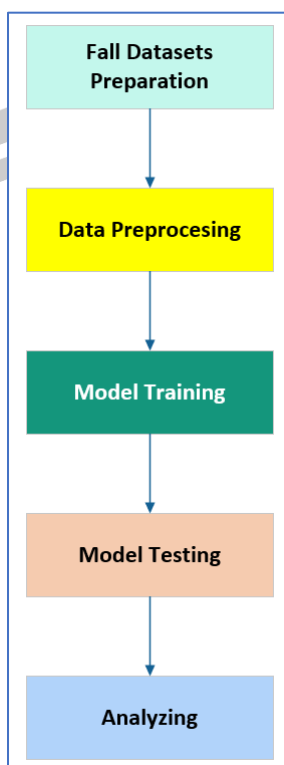 Fall Datasets
Preparation
Data Preprocesing
Model Training
Model Testing
Analyzing